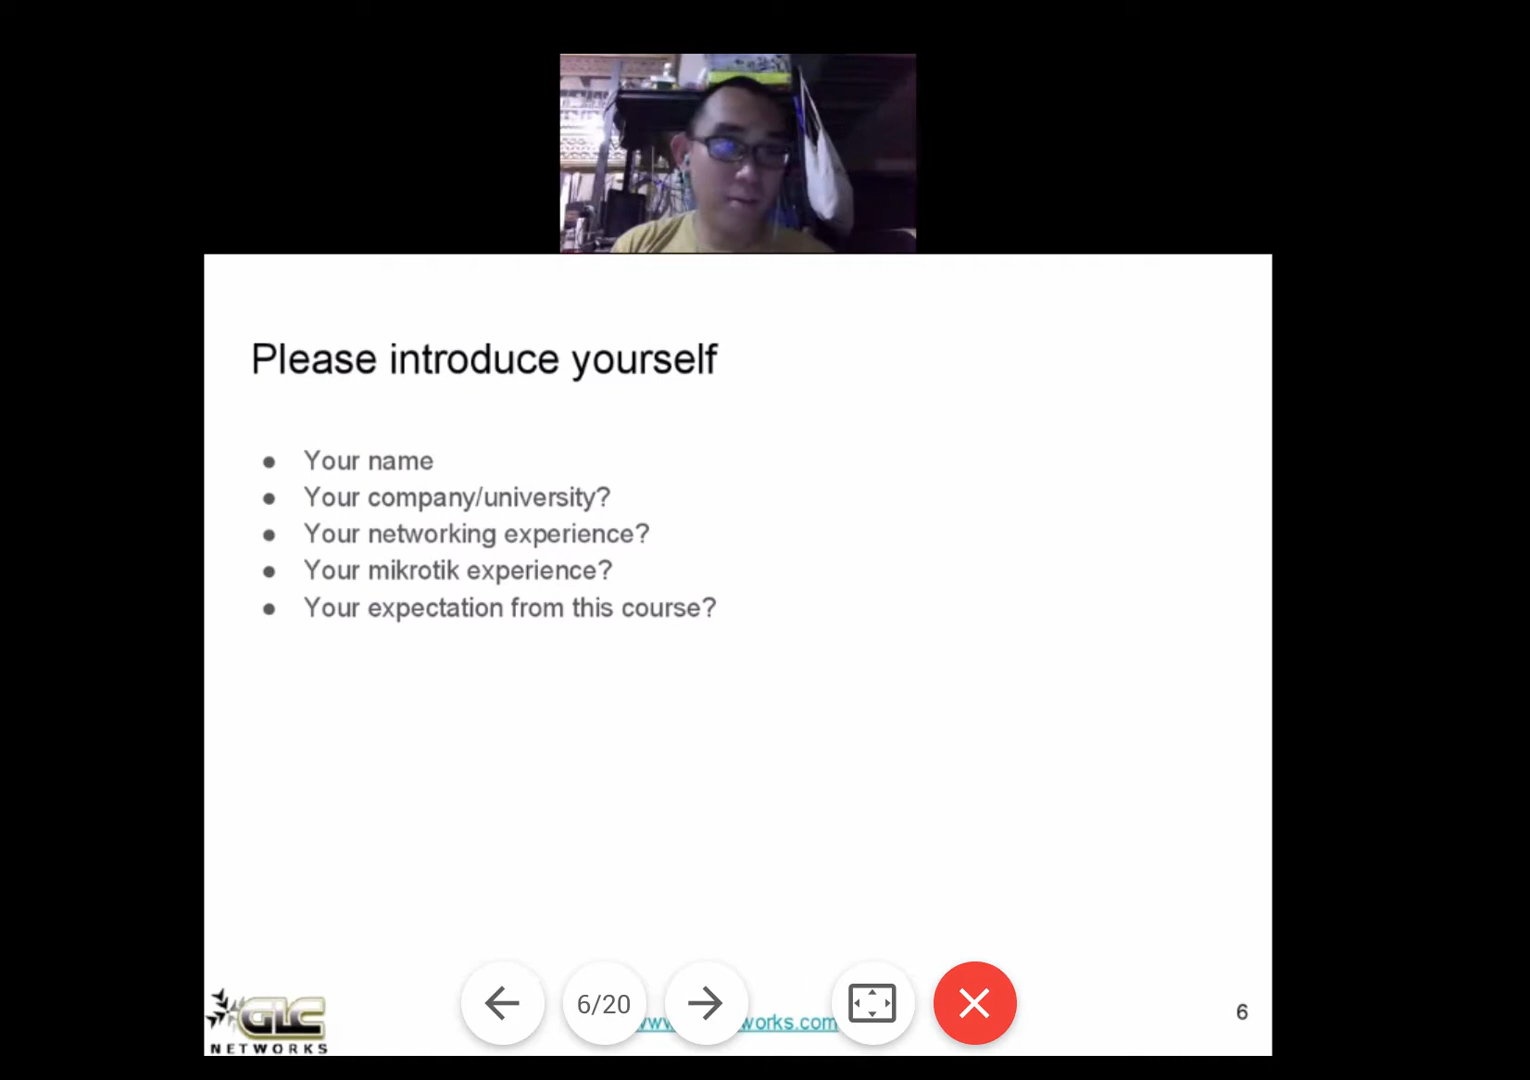 Please introduce yourself
● Your name
● Your company/university?
● Your networking experience?
● Your mikrotik experience?
● Your expectation from this course?
GLC
NETWORKS
6/20
6